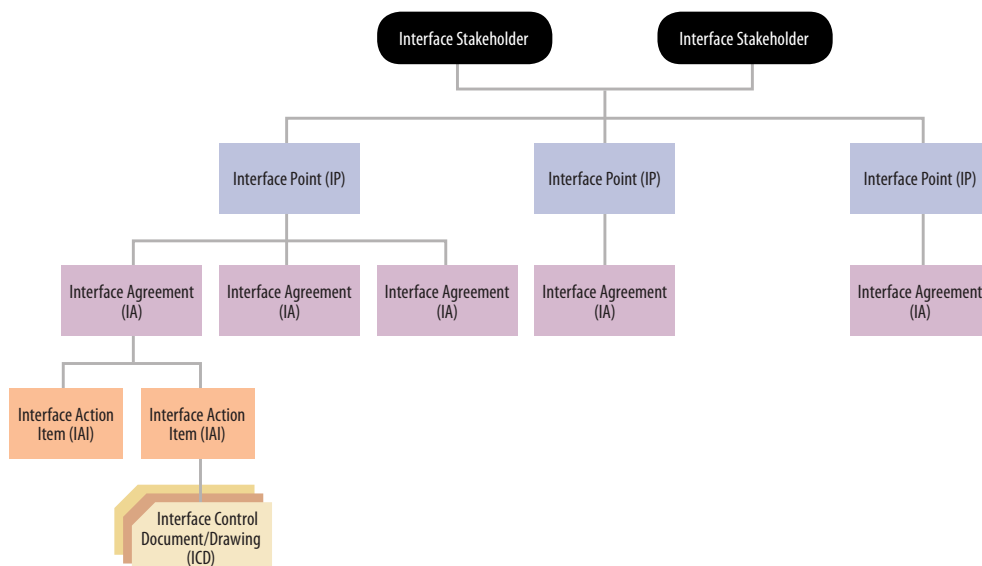 Interface Stakeholder
Interface Stakeholder
Interface Point (IP)
Interface Point (IP)
Interface Point (IP)
Interface Agreement
(IA)
Interface Agreement
(IA)
Interface Agreement
(IA)
Interface Agreement
(IA)
Interface Agreement
(IA)
Interface Action
Item (IAI)
Interface Action
Item (IAI)
Interface Control
Document/Drawing
(ICD)